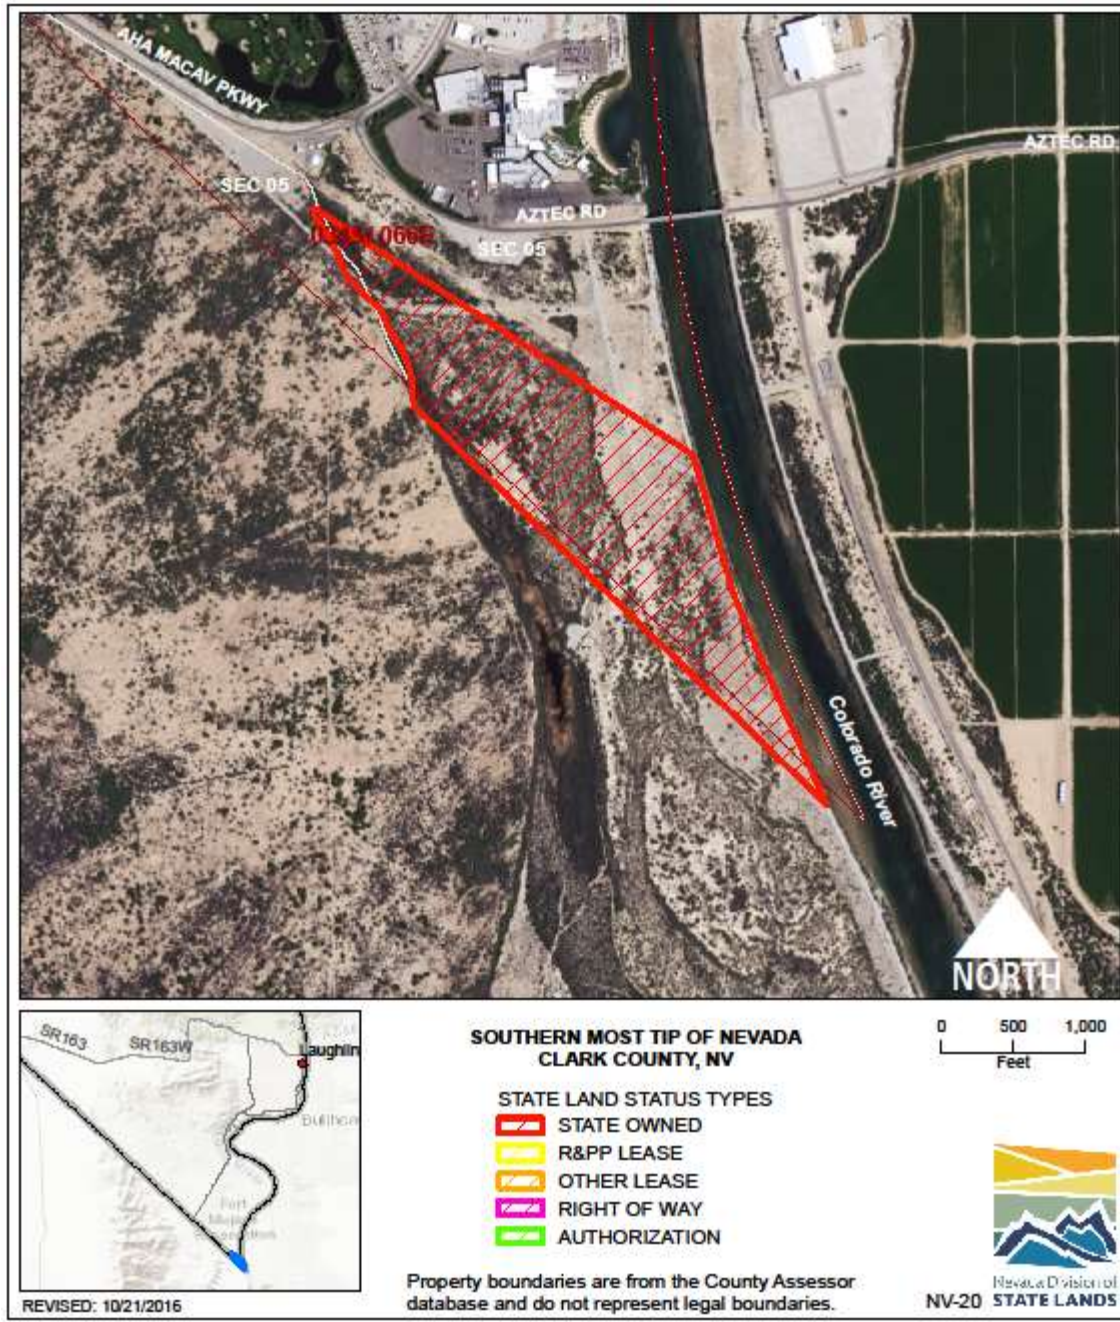 AHA MACAV PKWY
AZTEC RD
SEC 05
AZTEC RD
SEC 05
Colorado River
NORTH
SR163
SR163W
Laughlin
Fort
SOUTHERN MOST TIP OF NEVADA
CLARK COUNTY, NV
STATE LAND STATUS TYPES
STATE OWNED
R&PP LEASE
OTHER LEASE
RIGHT OF WAY
AUTHORIZATION
0 500 1,000
Feet
Property boundaries are from the County Assessor
database and do not represent legal boundaries.
REVISED: 10/21/2016
NV-20
Nevada Division of
STATE LANDS